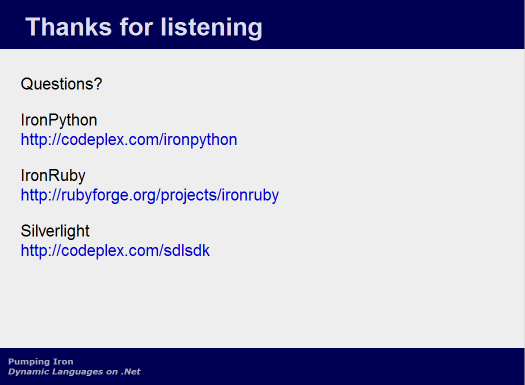 Thanks for listening
Questions?
IronPython
http://codeplex.com/ironpython
IronRuby
http://rubyforge.org/projects/ironruby
Silverlight
http://codeplex.com/sdlsdk
Pumping Iron
Dynamic Languages on .Net